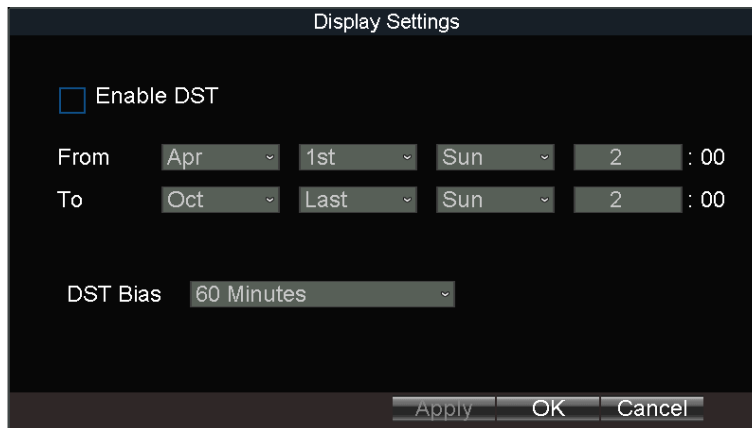 Display Settings
Enable DST
From Apr 1st Sun 2 : 00
To Oct Last Sun 2 : 00
DST Bias 60 Minutes
Apply OK Cancel